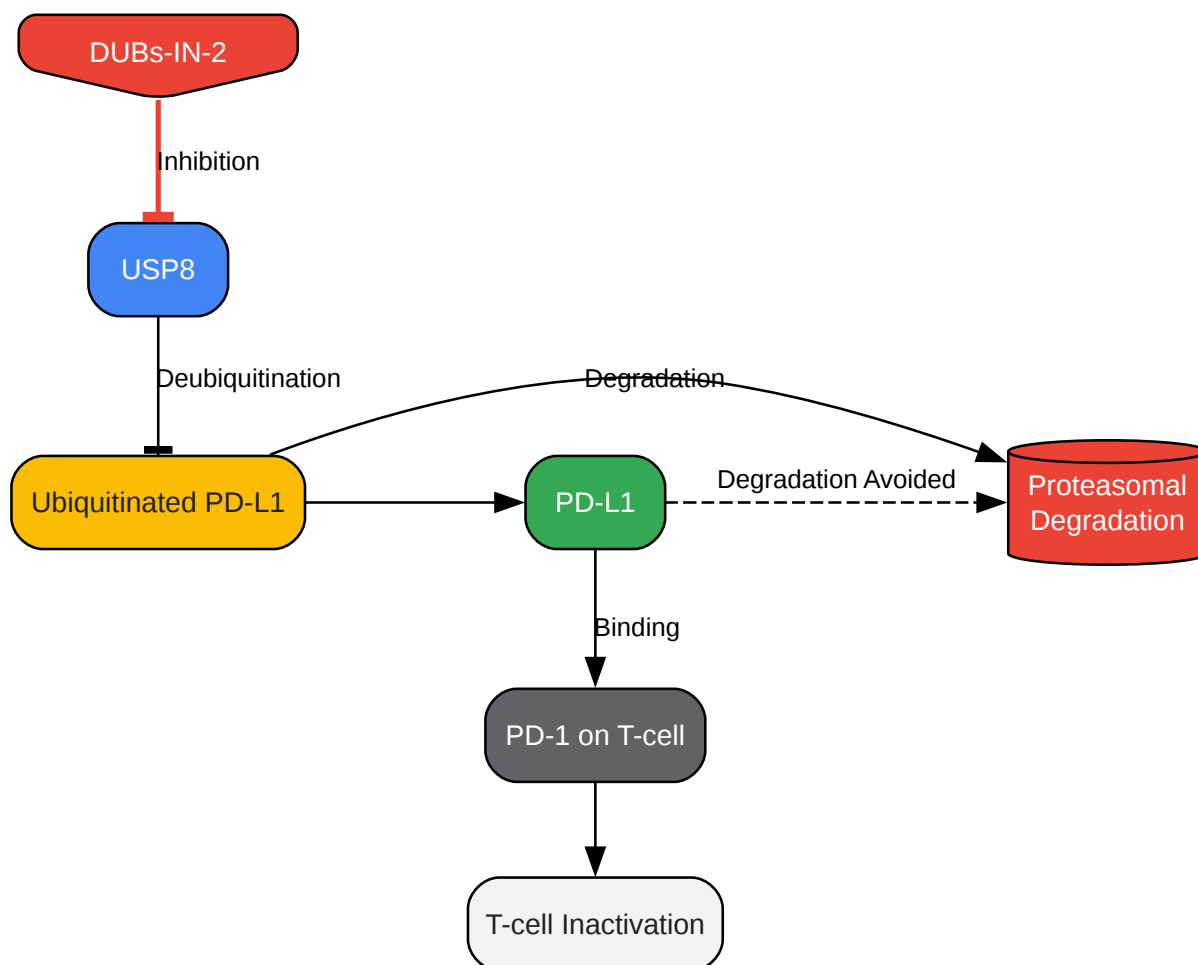 DUBs-IN-2
Inhibition
USP8
Deubiquitination
Degradation
Ubiquitinated PD-L1
PD-L1
Degradation Avoided
Proteasomal
Degradation
Binding
PD-1 on T-cell
T-cell Inactivation